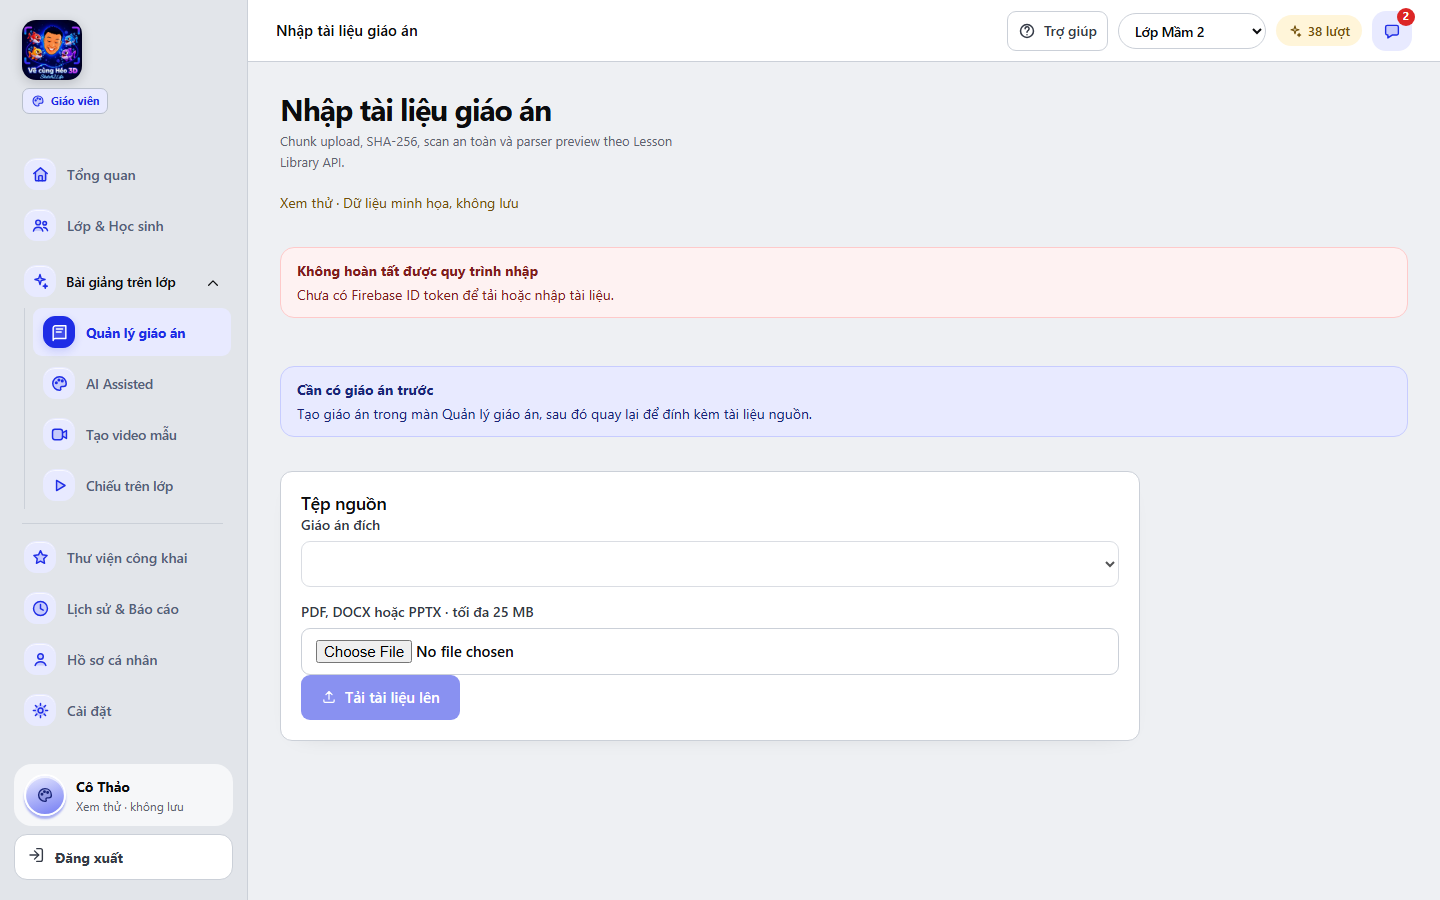 Vẽ cùng Héo 3D
Giáo viên
Tổng quan
Lớp & Học sinh
Bài giảng trên lớp
Quản lý giáo án
AI Assisted
Tạo video mẫu
Chiếu trên lớp
Thư viện công khai
Lịch sử & Báo cáo
Hồ sơ cá nhân
Cài đặt
Cô Thảo
Xem thử · không lưu
Đăng xuất
Nhập tài liệu giáo án
Trợ giúp
Lớp Mầm 2
38 lượt
2
Nhập tài liệu giáo án
Chunk upload, SHA-256, scan an toàn và parser preview theo Lesson
Library API.
Xem thử · Dữ liệu minh họa, không lưu
Không hoàn tất được quy trình nhập
Chưa có Firebase ID token để tải hoặc nhập tài liệu.
Cần có giáo án trước
Tạo giáo án trong màn Quản lý giáo án, sau đó quay lại để đính kèm tài liệu nguồn.
Tệp nguồn
Giáo án đích
PDF, DOCX hoặc PPTX · tối đa 25 MB
Choose File No file chosen
Tải tài liệu lên